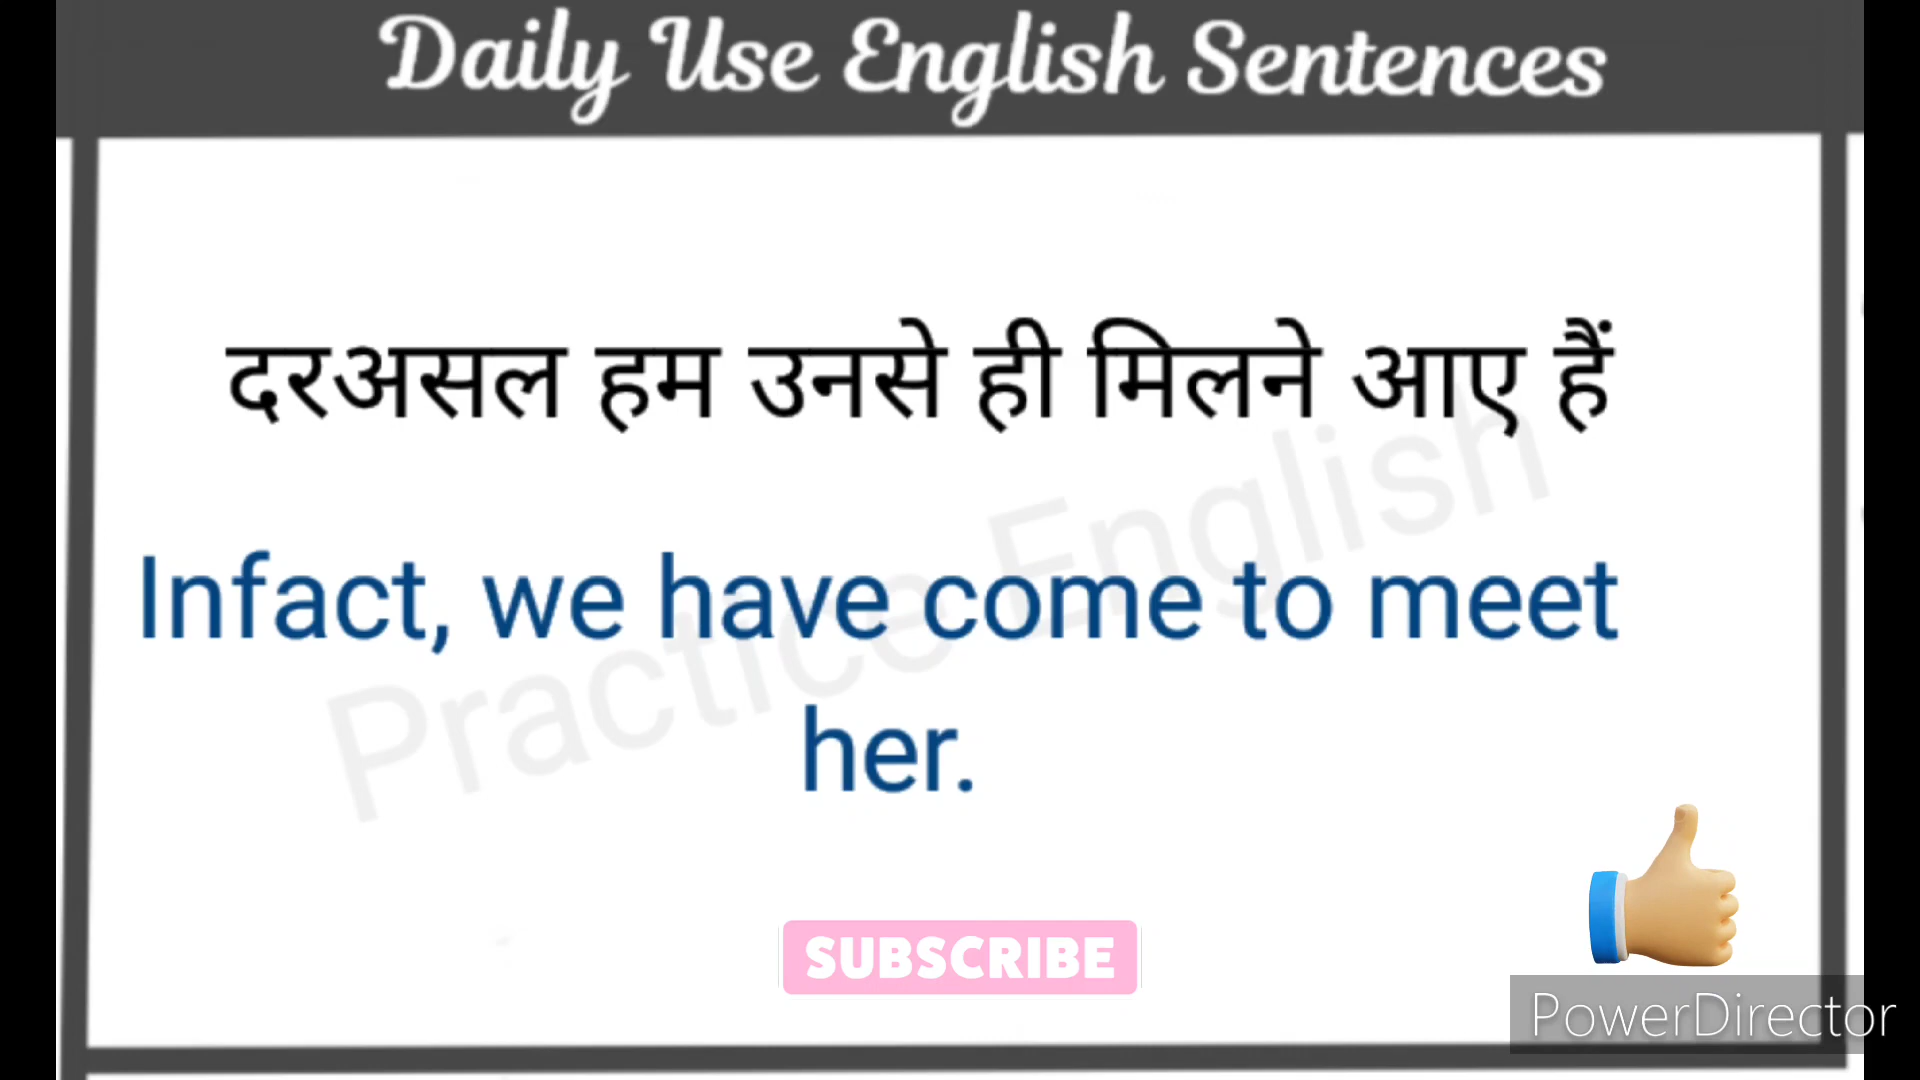 Daily Use English Sentences
दरअसल हम उनसे ही मिलने आए हैं
Infact, we have come to meet
her.
Practice English
SUBSCRIBE
PowerDirector